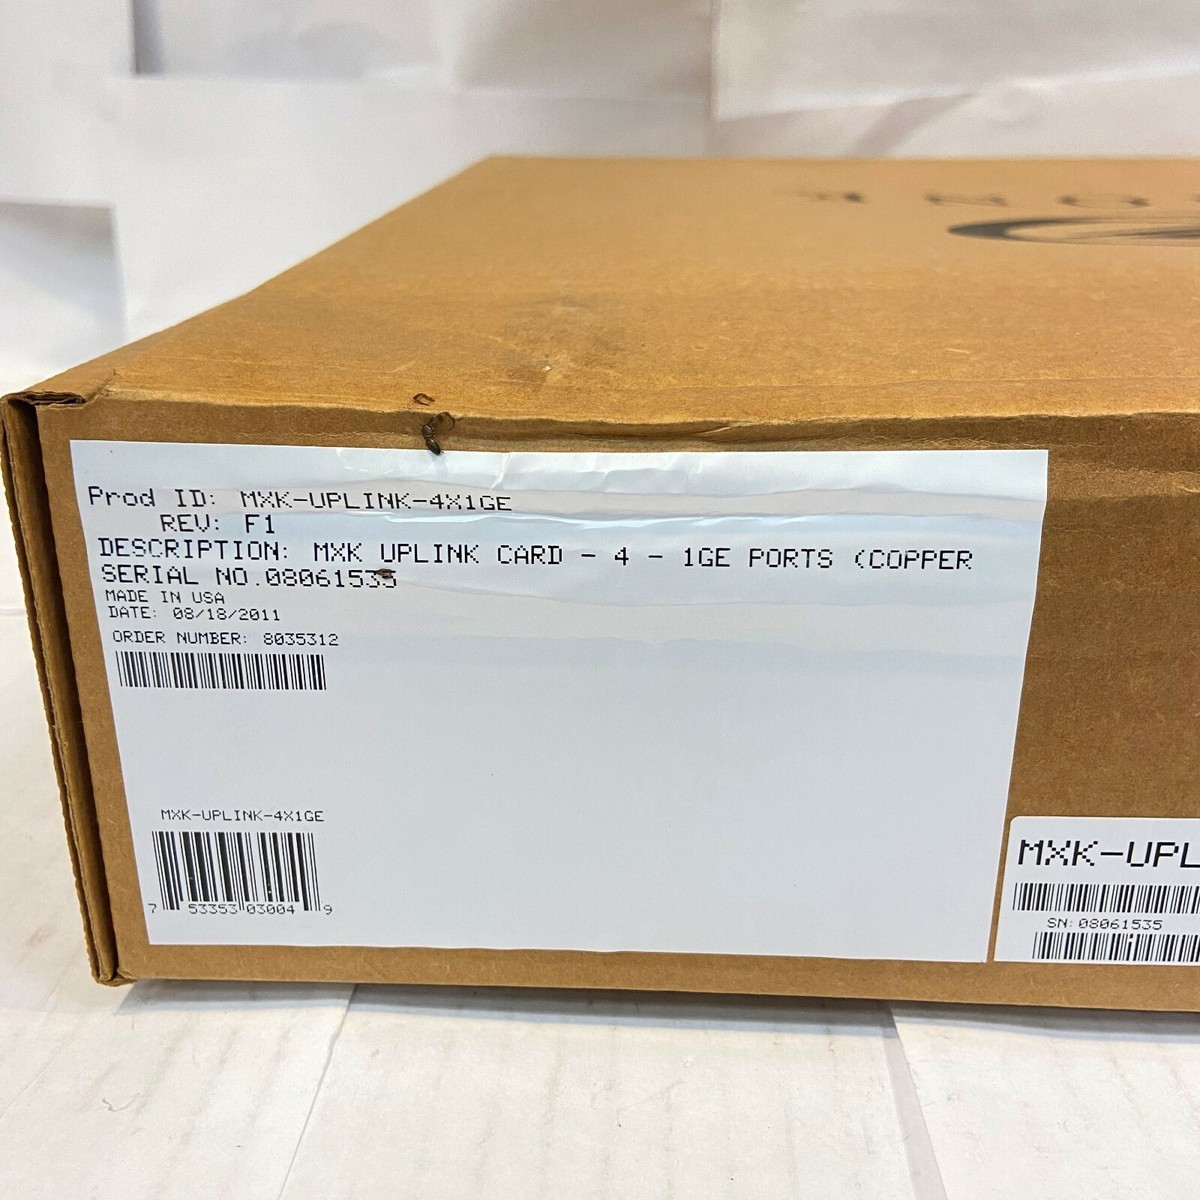 Prod ID: MXK-UPLINK-4X1GE
REV: F1
DESCRIPTION: MXK UPLINK CARD - 4 - 1GE PORTS (COPPER
SERIAL NO.08061535
MADE IN USA
DATE: 08/18/2011
ORDER NUMBER: 8035312
MXK-UPLINK-4X1GE
7 53353 03004 9
MXK-UPL
SN: 08061535